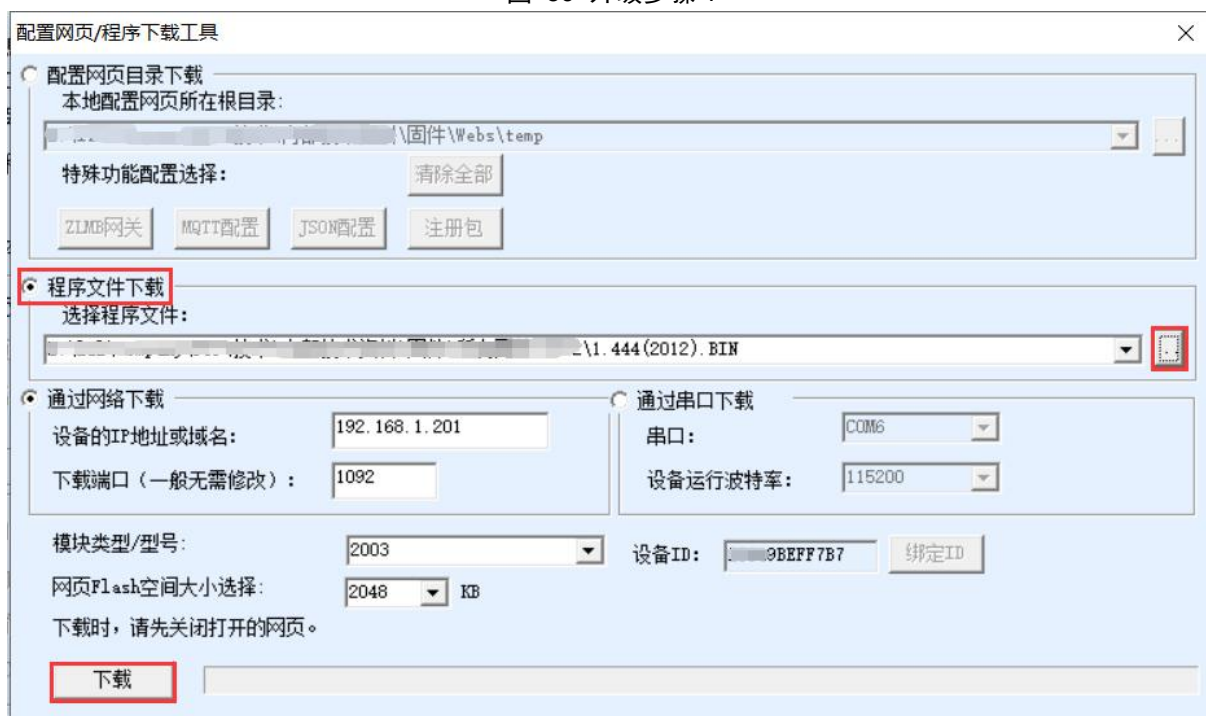 配置网页/程序下载工具
配置网页目录下载
本地配置网页所在根目录:
\固件\Webs\temp
...
特殊功能配置选择:
清除全部
ZLMB网关 MQTT配置 JSON配置 注册包
程序文件下载
选择程序文件:
\1.444(2012).BIN
通过网络下载
设备的IP地址或域名: 192.168.1.201
下载端口（一般无需修改）: 1092
通过串口下载
串口: COM6
设备运行波特率: 115200
模块类型/型号: 2003
设备ID: 9BEFF7B7 绑定ID
网页Flash空间大小选择: 2048 KB
下载时，请先关闭打开的网页。
下载